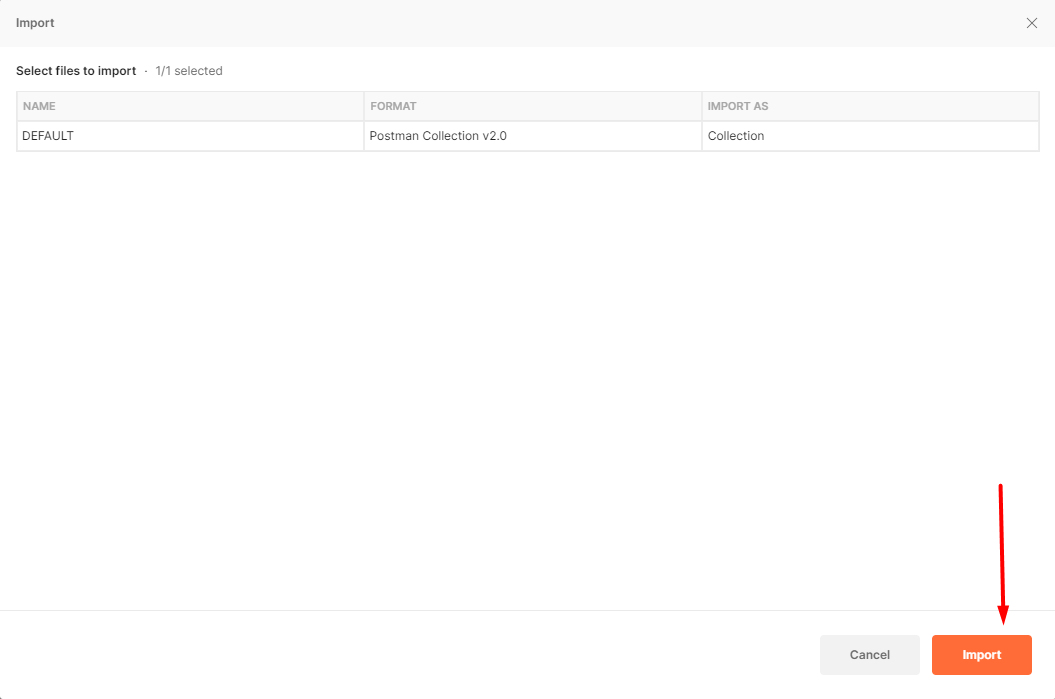 Import
Select files to import · 1/1 selected
NAME FORMAT IMPORT AS
DEFAULT Postman Collection v2.0 Collection
Cancel Import